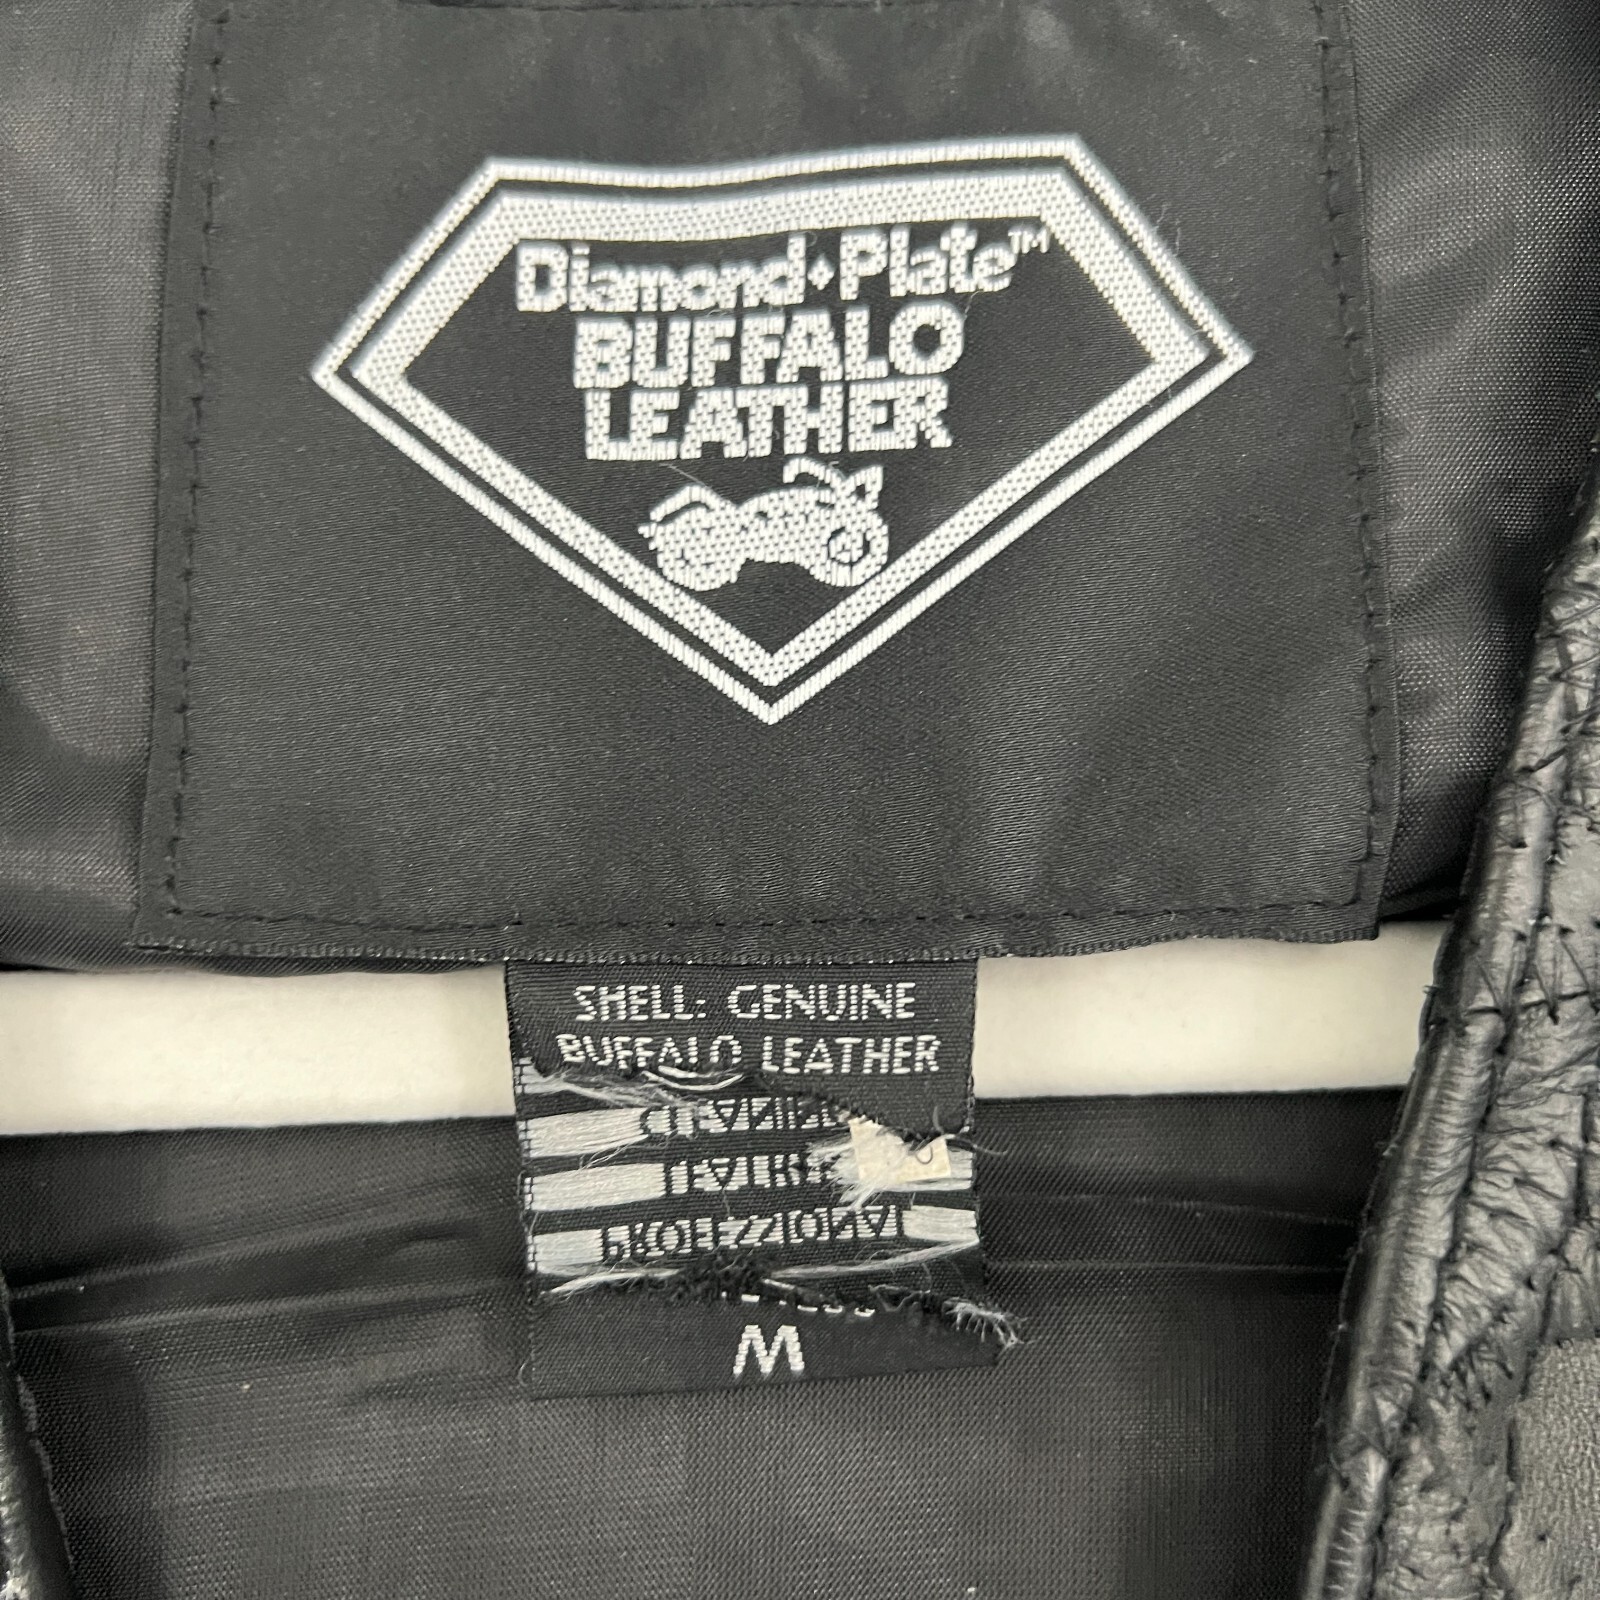 Diamond♦Plate™
BUFFALO
LEATHER
SHELL: GENUINE
BUFFALO LEATHER
M